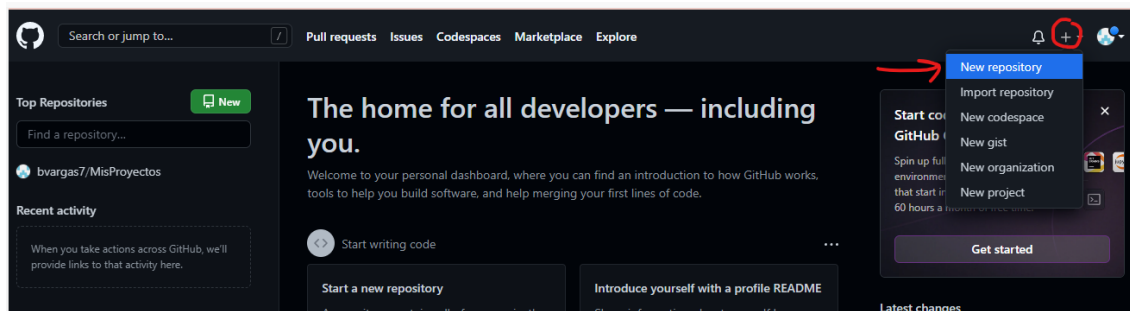 Search or jump to...
/
Pull requests Issues Codespaces Marketplace Explore
New repository
Import repository
New codespace
New gist
New organization
New project
Top Repositories
New
Find a repository...
bvargas7/MisProyectos
Recent activity
When you take actions across GitHub, we'll
provide links to that activity here.
The home for all developers — including
you.
Welcome to your personal dashboard, where you can find an introduction to how GitHub works,
tools to help you build software, and help merging your first lines of code.
Start writing code
Start a new repository
Introduce yourself with a profile README
Start
GitHub
Spin up
that start
60 hours a
Get started
Latest changes